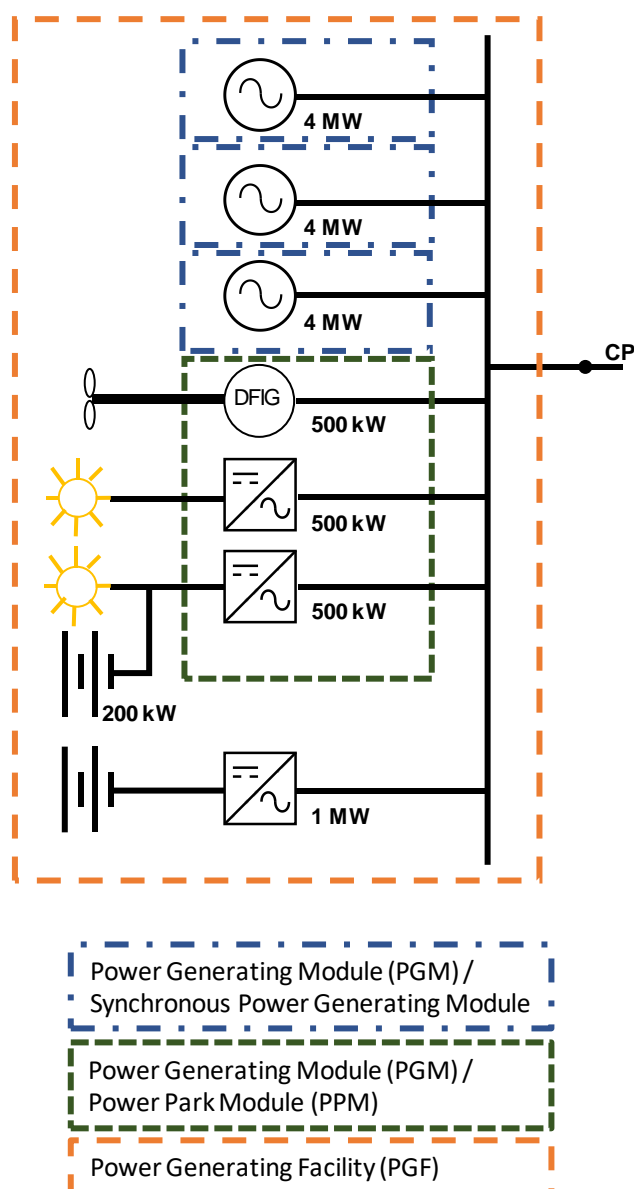 4 MW
4 MW
4 MW
CP
DFIG
500 kW
500 kW
500 kW
200 kW
1 MW
Power Generating Module (PGM) /
Synchronous Power Generating Module
Power Generating Module (PGM) /
Power Park Module (PPM)
Power Generating Facility (PGF)